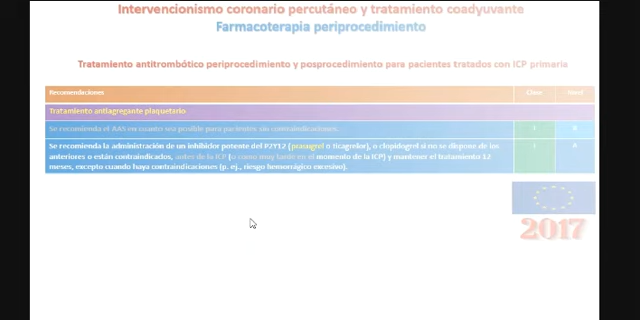 Intervencionismo coronario percutáneo y tratamiento coadyuvante
Farmacoterapia periprocedimiento
Tratamiento antitrombótico periprocedimiento y posprocedimiento para pacientes tratados con ICP primaria
Recomendaciones Clase Nivel
Tratamiento antiagregante plaquetario
Se recomienda el AAS en cuanto sea posible para pacientes sin contraindicaciones. I B
Se recomienda la administración de un inhibidor potente del P2Y12 (prasugrel o ticagrelor), o clopidogrel si no se dispone de los I A
anteriores o están contraindicados, antes de la ICP (o como muy tarde en el momento de la ICP) y mantener el tratamiento 12
meses, excepto cuando haya contraindicaciones (p. ej., riesgo hemorrágico excesivo).
2017